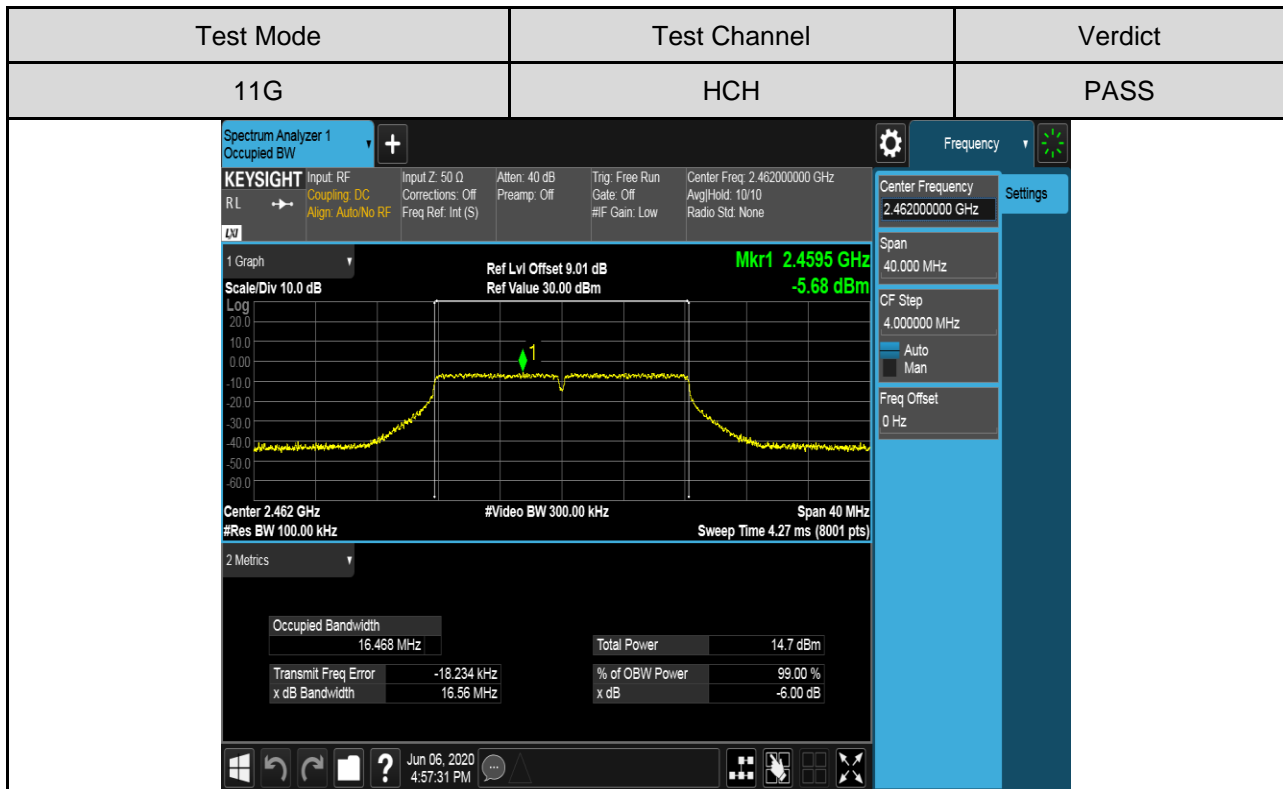 Test Mode Test Channel Verdict
11G HCH PASS
Spectrum Analyzer 1
Occupied BW
+
Frequency
KEYSIGHT Input: RF Input Z: 50 Ω Atten: 40 dB Trig: Free Run Center Freq: 2.462000000 GHz
RL Coupling: DC Corrections: Off Preamp: Off Gate: Off Avg|Hold: 10/10
Align: Auto/No RF Freq Ref: Int (S) #IF Gain: Low Radio Std: None
LXI
Center Frequency
2.462000000 GHz
Settings
Span
40.000 MHz
CF Step
4.000000 MHz
Auto
Man
Freq Offset
0 Hz
1 Graph
Ref Lvl Offset 9.01 dB
Mkr1 2.4595 GHz
Scale/Div 10.0 dB Ref Value 30.00 dBm -5.68 dBm
Log
20.0
10.0
1
0.00
-10.0
-20.0
-30.0
-40.0
-50.0
-60.0
Center 2.462 GHz #Video BW 300.00 kHz Span 40 MHz
#Res BW 100.00 kHz Sweep Time 4.27 ms (8001 pts)
2 Metrics
Occupied Bandwidth
16.468 MHz
Total Power 14.7 dBm
Transmit Freq Error -18.234 kHz % of OBW Power 99.00 %
x dB Bandwidth 16.56 MHz x dB -6.00 dB
?
Jun 06, 2020
4:57:31 PM